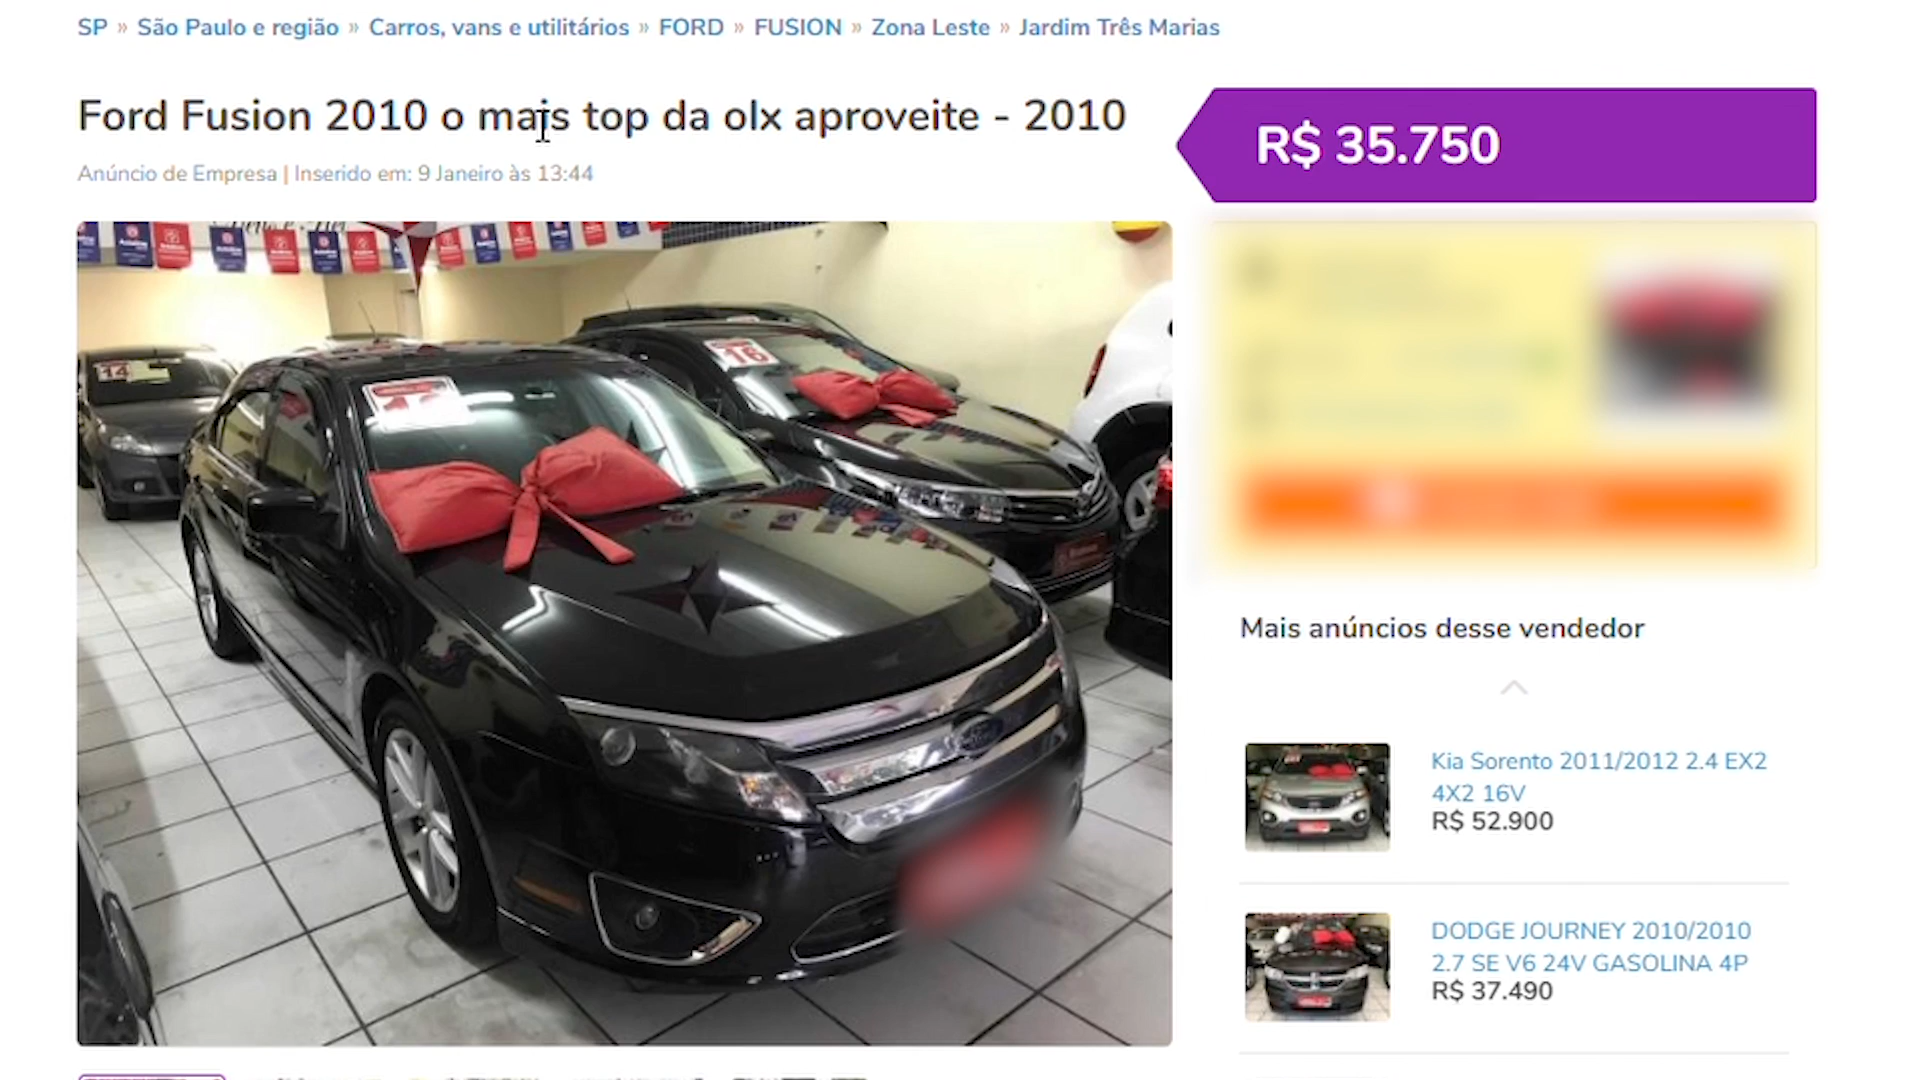 SP » São Paulo e região » Carros, vans e utilitários » FORD » FUSION » Zona Leste » Jardim Três Marias
Ford Fusion 2010 o mais top da olx aproveite - 2010
R$ 35.750
Anúncio de Empresa | Inserido em: 9 Janeiro às 13:44
14
16
Mais anúncios desse vendedor
Kia Sorento 2011/2012 2.4 EX2
4X2 16V
R$ 52.900
DODGE JOURNEY 2010/2010
2.7 SE V6 24V GASOLINA 4P
R$ 37.490